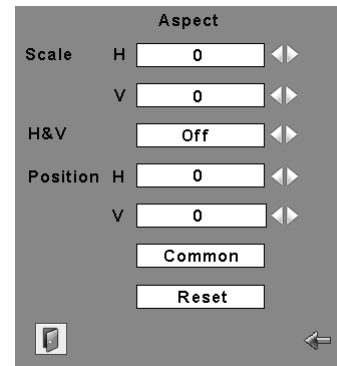 Aspect
Scale H 0
V 0
H&V Off
Position H 0
V 0
Common
Reset